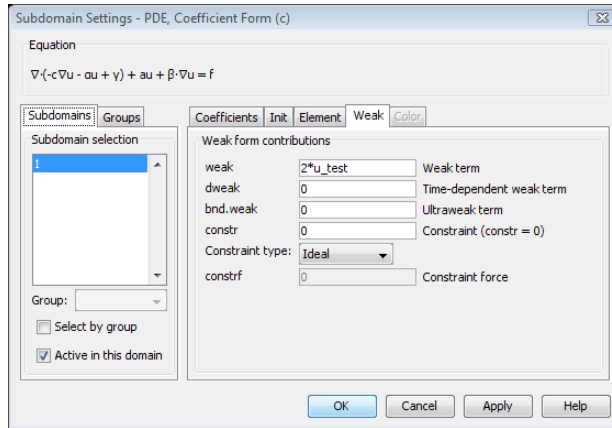 Subdomain Settings - PDE, Coefficient Form (c)
Equation
∇·(-c∇u - αu + γ) + au + β·∇u = f
Subdomains Groups
Coefficients Init Element Weak Color
Subdomain selection
1
Group:
Select by group
Active in this domain
Weak form contributions
weak 2*u_test Weak term
dweak 0 Time-dependent weak term
bnd.weak 0 Ultraweak term
constr 0 Constraint (constr = 0)
Constraint type: Ideal
constrf 0 Constraint force
OK Cancel Apply Help